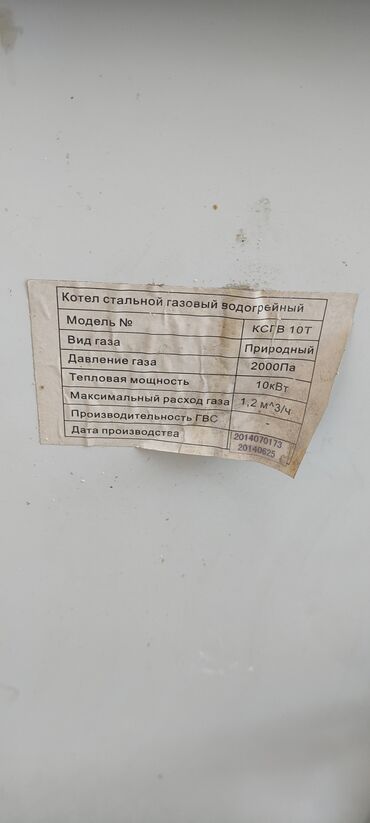 Котел стальной газовый водогрейный
Модель № КСГВ 10Т
Вид газа Природный
Давление газа 2000Па
Тепловая мощность 10кВт
Максимальный расход газа 1,2 м^3/ч
Производительность ГВС -
Дата производства 2014070173
20140625